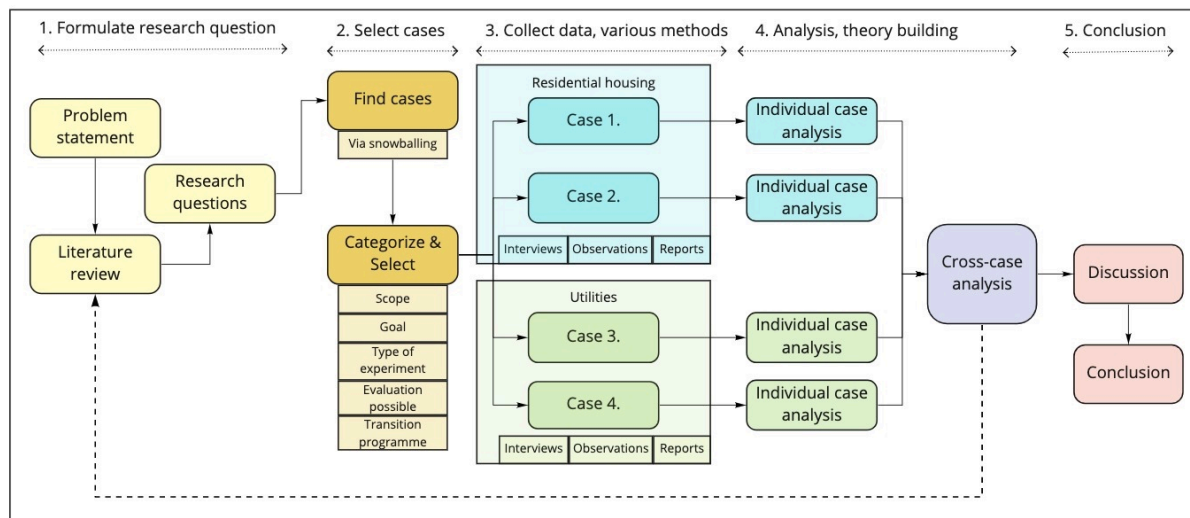 1. Formulate research question
2. Select cases
3. Collect data, various methods
4. Analysis, theory building
5. Conclusion
Problem
statement
Literature
review
Research
questions
Find cases
Via snowballing
Categorize &
Select
Scope
Goal
Type of
experiment
Evaluation
possible
Transition
programme
Residential housing
Case 1.
Case 2.
Interviews
Observations
Reports
Utilities
Case 3.
Case 4.
Interviews
Observations
Reports
Individual case
analysis
Individual case
analysis
Individual case
analysis
Individual case
analysis
Cross-case
analysis
Discussion
Conclusion